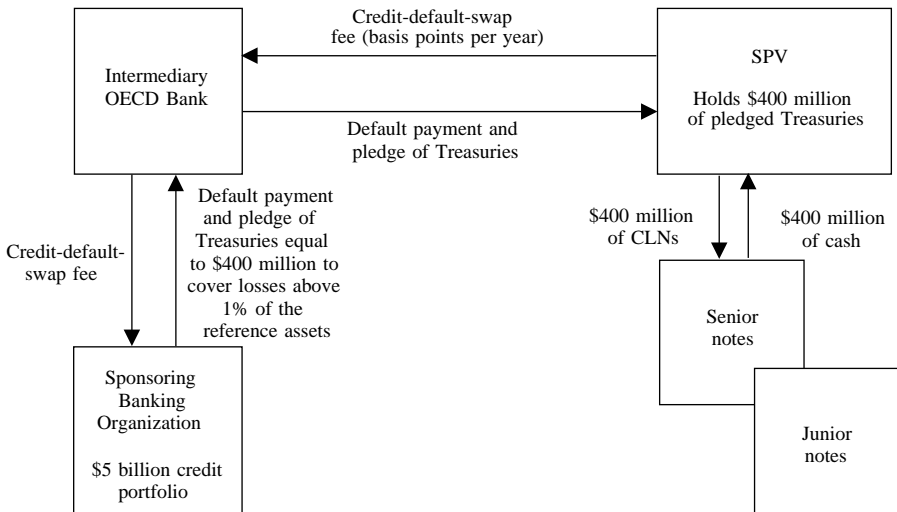 Credit-default-swap
fee (basis points per year)
Intermediary
OECD Bank
SPV
Holds $400 million
of pledged Treasuries
Default payment and
pledge of Treasuries
Credit-default-
swap fee
Default payment
and pledge of
Treasuries equal
to $400 million to
cover losses above
1% of the
reference assets
$400 million
of CLNs
$400 million
of cash
Senior
notes
Sponsoring
Banking
Organization
$5 billion credit
portfolio
Junior
notes